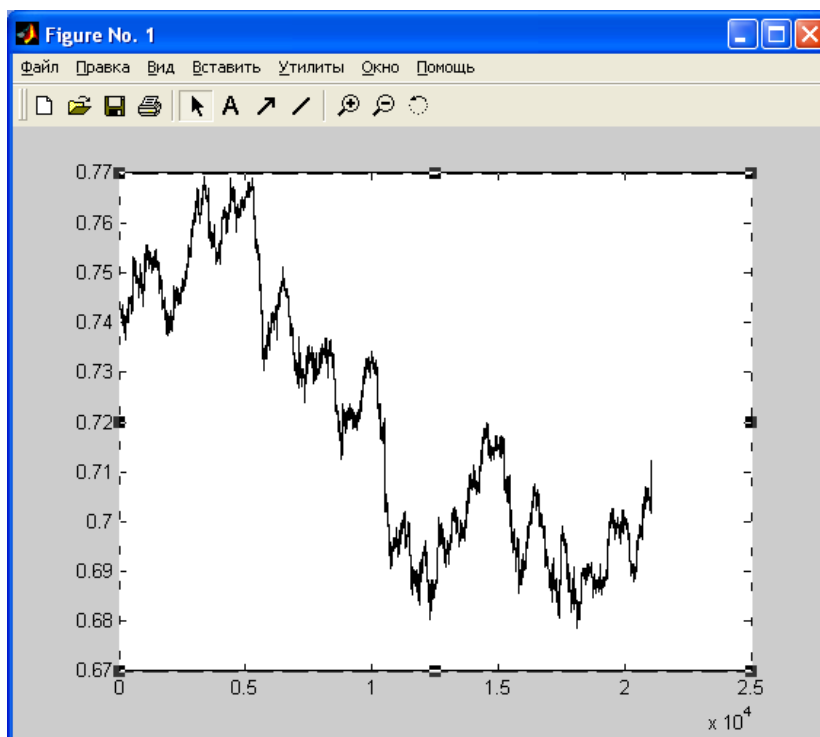 Figure No. 1
Файл Правка Вид Вставить Утилиты Окно Помощь
A
0.77
0.76
0.75
0.74
0.73
0.72
0.71
0.7
0.69
0.68
0.67
0 0.5 1 1.5 2 2.5
x 10⁴